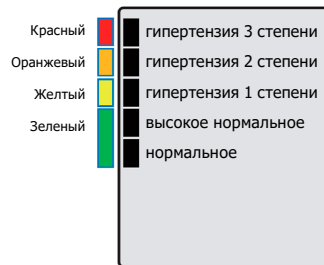 Красный гипертензия 3 степени
Оранжевый гипертензия 2 степени
Желтый гипертензия 1 степени
Зеленый высокое нормальное
нормальное